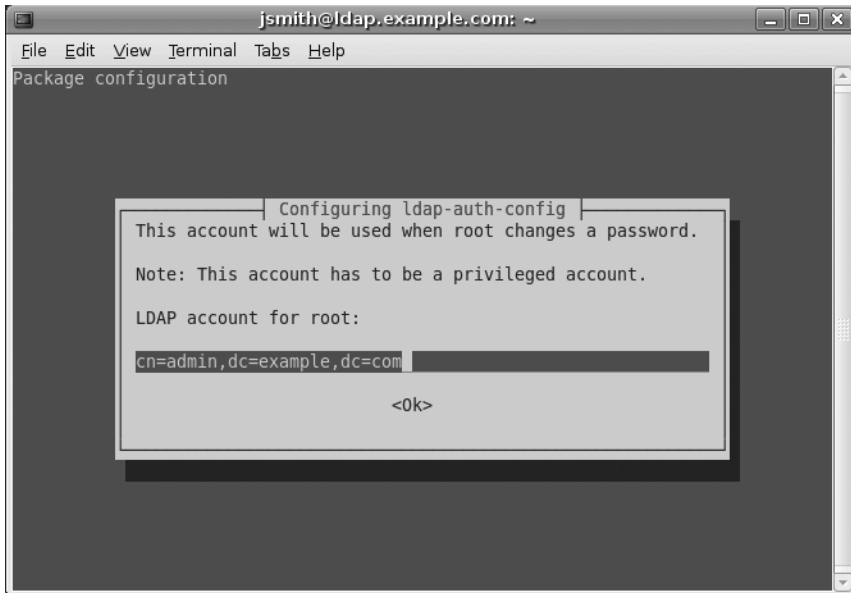 jsmith@ldap.example.com: ~
File Edit View Terminal Tabs Help
Package configuration
Configuring ldap-auth-config
This account will be used when root changes a password.
Note: This account has to be a privileged account.
LDAP account for root:
cn=admin,dc=example,dc=com
<Ok>